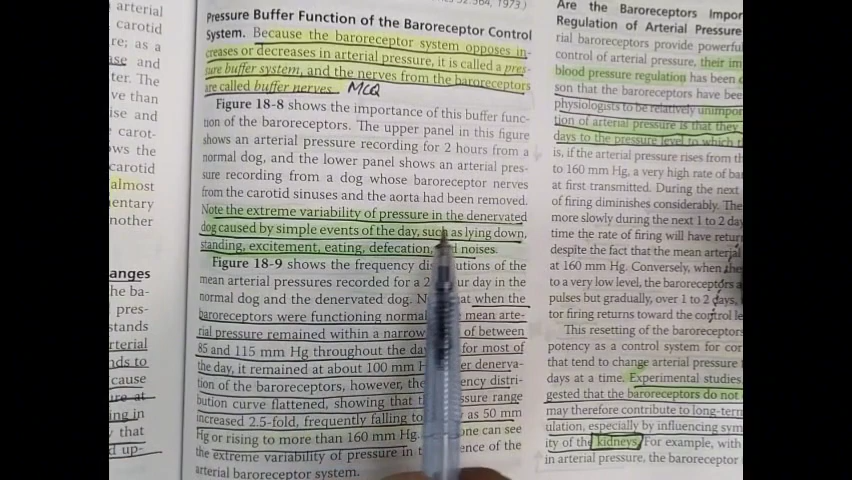 arterial
carotid
re; as a
ase and
ter. The
ve than
ise and
carot-
ows the
carotid
almost
entary
nother
anges
he ba-
pres-
stands
rterial
nds to
cause
ure at
ing in
that
d up-
Pressure Buffer Function of the Baroreceptor Control
System. Because the baroreceptor system opposes in-
creases or decreases in arterial pressure, it is called a pres-
sure buffer system, and the nerves from the baroreceptors
are called buffer nerves. MCQ
Figure 18-8 shows the importance of this buffer func-
tion of the baroreceptors. The upper panel in this figure
shows an arterial pressure recording for 2 hours from a
normal dog, and the lower panel shows an arterial pres-
sure recording from a dog whose baroreceptor nerves
from the carotid sinuses and the aorta had been removed.
Note the extreme variability of pressure in the denervated
dog caused by simple events of the day, such as lying down,
standing, excitement, eating, defecation, noises.
Figure 18-9 shows the frequency of the
mean arterial pressures recorded for a 2 our day in the
normal dog and the denervated dog. N that when the
baroreceptors were functioning normal mean arte-
rial pressure remained within a narrow of between
85 and 115 mm Hg throughout the day for most of
the day, it remained at about 100 mm H er denerva-
tion of the baroreceptors, however, the ency distri-
bution curve flattened, showing that the ssure range
increased 2.5-fold, frequently falling to as 50 mm
Hg or rising to more than 160 mm Hg. one can see
the extreme variability of pressure in ence of the
arterial baroreceptor system.
Are the Baroreceptors Impor
Regulation of Arterial Pressure
rial baroreceptors provide powerful
control of arterial pressure, their im
blood pressure regulation has been c
son that the baroreceptors have bee
physiologists to be relatively unimpor
tion of arterial pressure is that they
days to the pressure level to which t
is, if the arterial pressure rises from th
to 160 mm Hg, a very high rate of ba
at first transmitted. During the next
of firing diminishes considerably. The
more slowly during the next 1 to 2 day
time the rate of firing will have retur
despite the fact that the mean arterial
at 160 mm Hg. Conversely, when the
to a very low level, the baroreceptors a
pulses but gradually, over 1 to 2 days,
tor firing returns toward the control le
This resetting of the baroreceptors
potency as a control system for cor
that tend to change arterial pressure
days at a time. Experimental studies
gested that the baroreceptors do not
may therefore contribute to long-term
ulation, especially by influencing sym
ity of the kidneys. For example, with
in arterial pressure, the baroreceptor